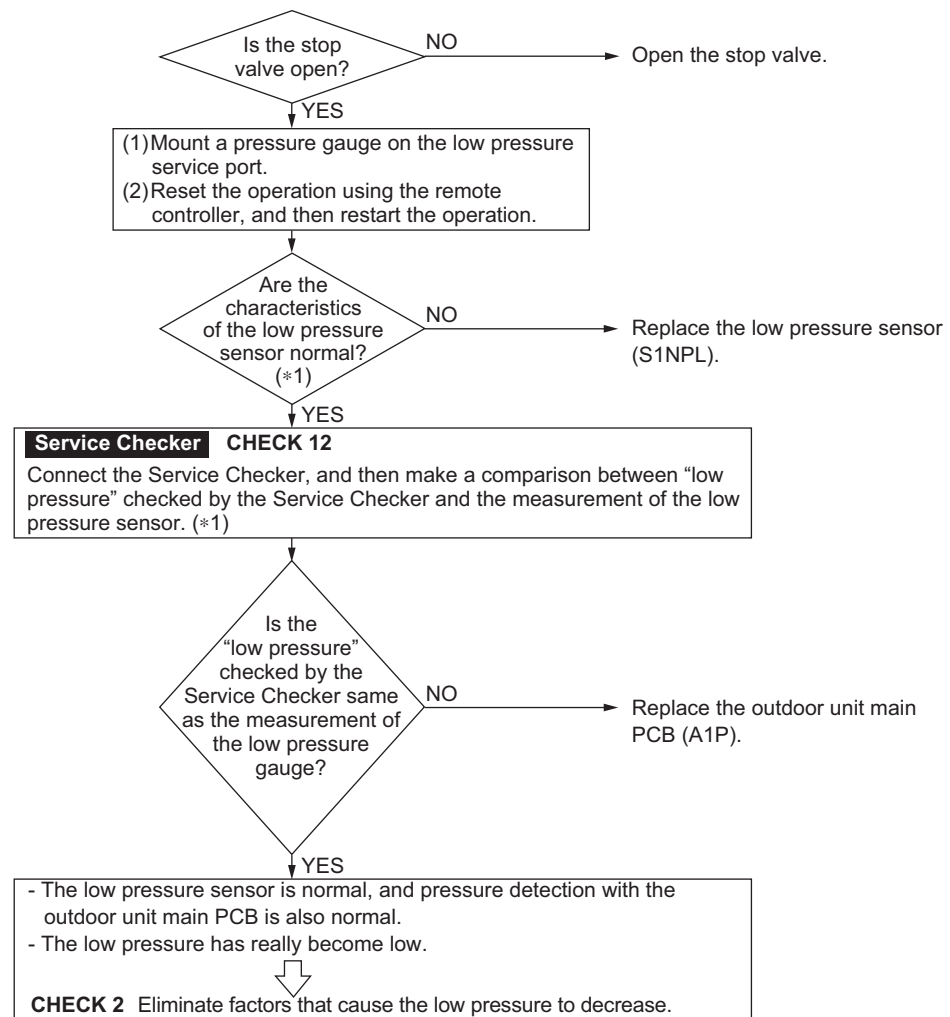 Is the stop
valve open?
NO
Open the stop valve.
YES
(1)Mount a pressure gauge on the low pressure
service port.
(2)Reset the operation using the remote
controller, and then restart the operation.
Are the
characteristics
of the low pressure
sensor normal?
(*1)
NO
Replace the low pressure sensor
(S1NPL).
YES
Service Checker CHECK 12
Connect the Service Checker, and then make a comparison between “low
pressure” checked by the Service Checker and the measurement of the low
pressure sensor. (*1)
Is the
“low pressure”
checked by the
Service Checker same
as the measurement of
the low pressure
gauge?
NO
Replace the outdoor unit main
PCB (A1P).
YES
- The low pressure sensor is normal, and pressure detection with the
outdoor unit main PCB is also normal.
- The low pressure has really become low.
CHECK 2 Eliminate factors that cause the low pressure to decrease.